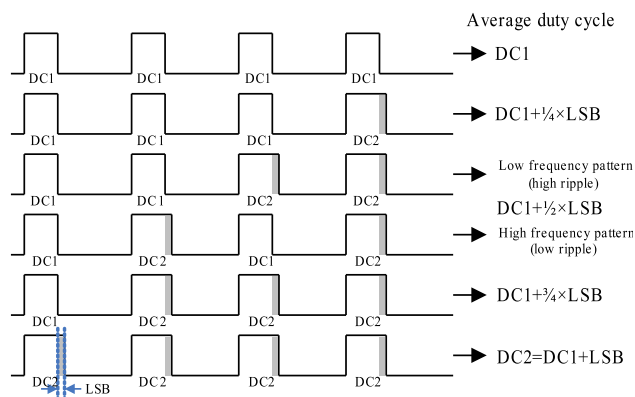 Average duty cycle
DC1
DC1 DC1 DC1 DC1
DC1+¼×LSB
DC1 DC1 DC1 DC2
Low frequency pattern
(high ripple)
DC1 DC1 DC2 DC2
DC1+½×LSB
High frequency pattern
(low ripple)
DC1 DC2 DC1 DC2
DC1+¾×LSB
DC1 DC2 DC2 DC2
DC2=DC1+LSB
DC2 DC2 DC2 DC2
LSB